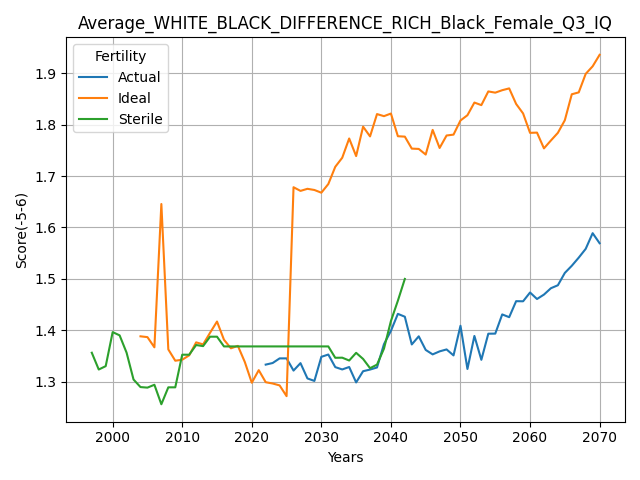 Average_WHITE_BLACK_DIFFERENCE_RICH_Black_Female_Q3_IQ
Fertility
Actual
Ideal
Sterile
Score(-5-6)
1.9
1.8
1.7
1.6
1.5
1.4
1.3
2000 2010 2020 2030 2040 2050 2060 2070
Years